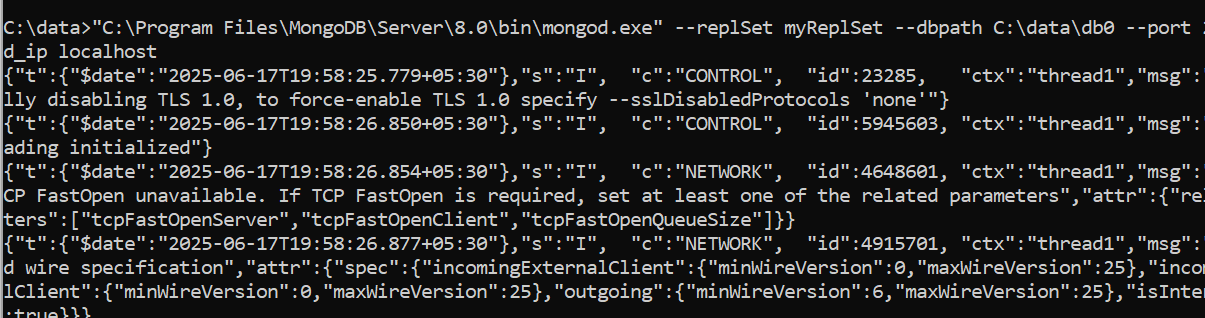 C:\data>"C:\Program Files\MongoDB\Server\8.0\bin\mongod.exe" --replSet myReplSet --dbpath C:\data\db0 --port
d_ip localhost
{"t":{"$date":"2025-06-17T19:58:25.779+05:30"},"s":"I",  "c":"CONTROL",  "id":23285,   "ctx":"thread1","msg":"
lly disabling TLS 1.0, to force-enable TLS 1.0 specify --sslDisabledProtocols 'none'"}
{"t":{"$date":"2025-06-17T19:58:26.850+05:30"},"s":"I",  "c":"CONTROL",  "id":5945603, "ctx":"thread1","msg":"
ading initialized"}
{"t":{"$date":"2025-06-17T19:58:26.854+05:30"},"s":"I",  "c":"NETWORK",  "id":4648601, "ctx":"thread1","msg":"
CP FastOpen unavailable. If TCP FastOpen is required, set at least one of the related parameters","attr":{"rel
ters":["tcpFastOpenServer","tcpFastOpenClient","tcpFastOpenQueueSize"]}}
{"t":{"$date":"2025-06-17T19:58:26.877+05:30"},"s":"I",  "c":"NETWORK",  "id":4915701, "ctx":"thread1","msg":"
d wire specification","attr":{"spec":{"incomingExternalClient":{"minWireVersion":0,"maxWireVersion":25},"incom
lClient":{"minWireVersion":0,"maxWireVersion":25},"outgoing":{"minWireVersion":6,"maxWireVersion":25},"isInter
:true}}}